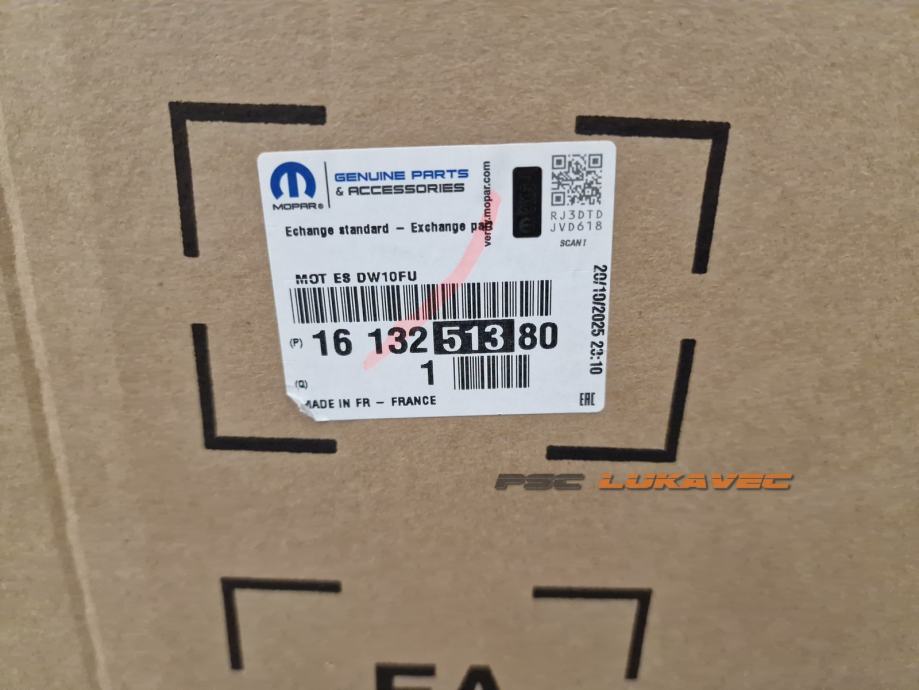 MOPAR®
GENUINE PARTS
& ACCESSORIES
verify.mopar.com
RJ3DTD
JVD618
SCAN!
Echange standard - Exchange part
MOT ES DW10FU
(P) 16 132 513 80
(Q) 1
MADE IN FR - FRANCE
20/10/2025 23:10
EAC
PSC LUKAVEC